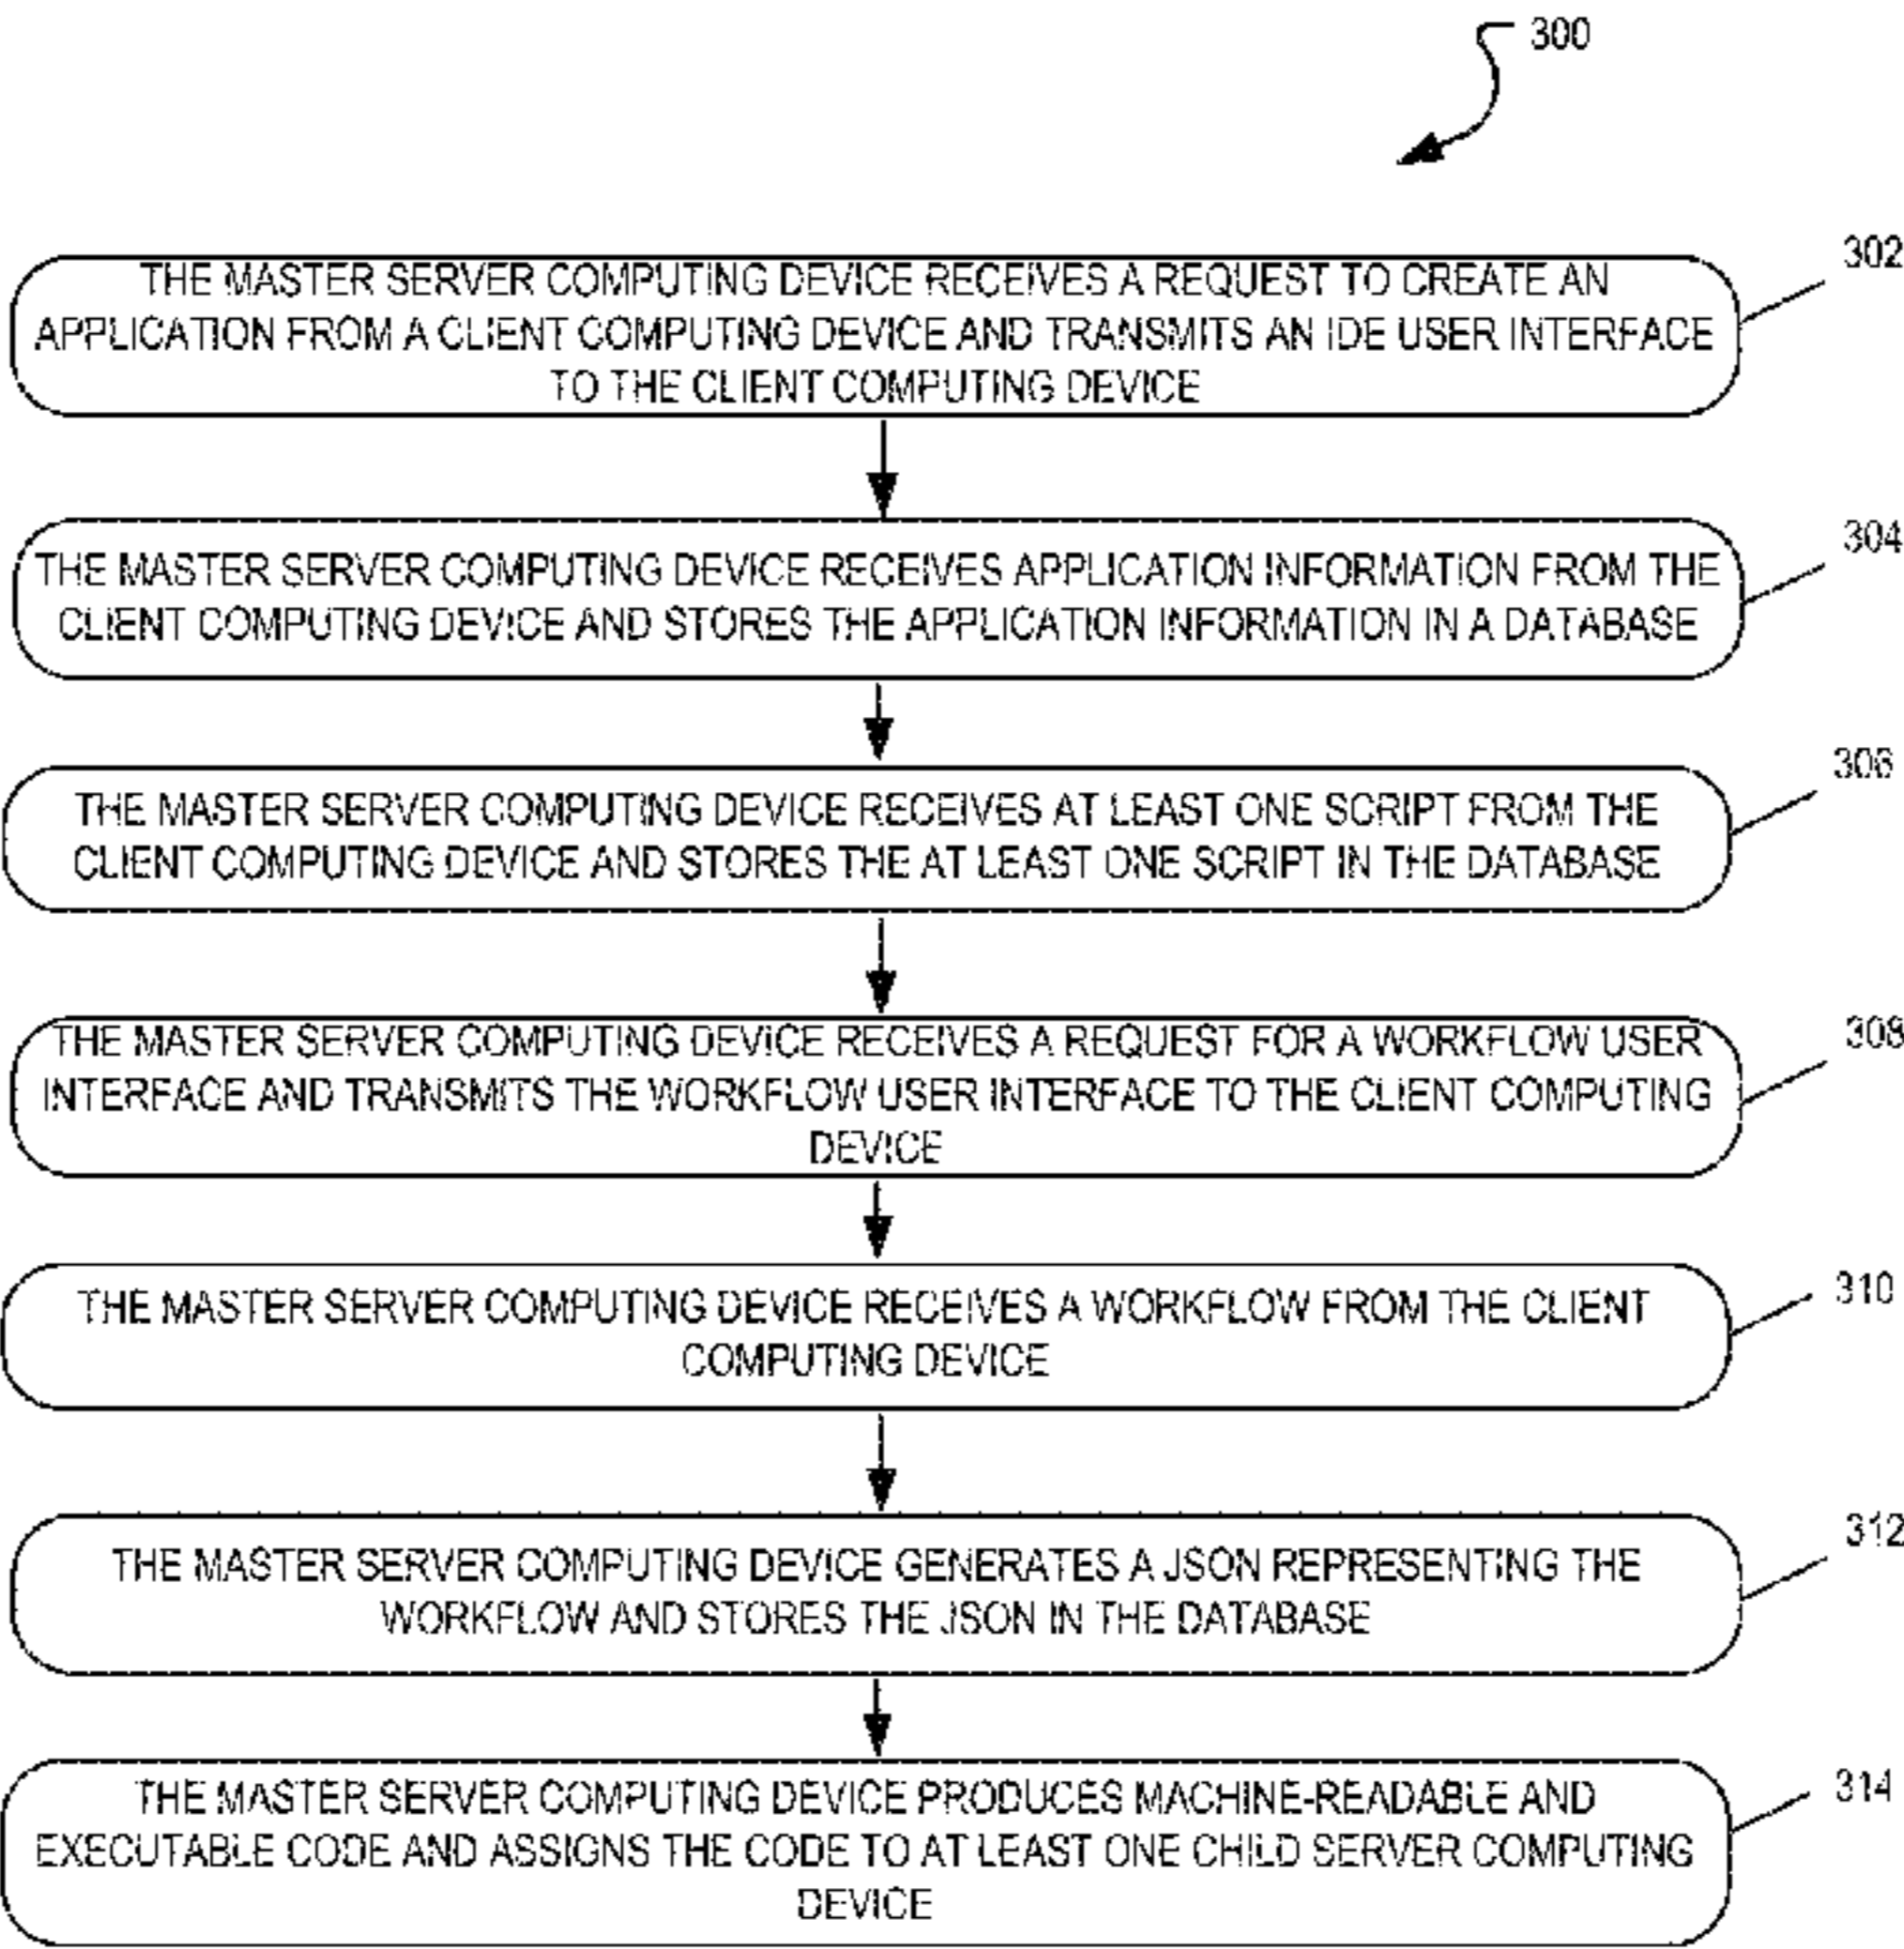 300
302
THE MASTER SERVER COMPUTING DEVICE RECEIVES A REQUEST TO CREATE AN
APPLICATION FROM A CLIENT COMPUTING DEVICE AND TRANSMITS AN IDE USER INTERFACE
TO THE CLIENT COMPUTING DEVICE
304
THE MASTER SERVER COMPUTING DEVICE RECEIVES APPLICATION INFORMATION FROM THE
CLIENT COMPUTING DEVICE AND STORES THE APPLICATION INFORMATION IN A DATABASE
306
THE MASTER SERVER COMPUTING DEVICE RECEIVES AT LEAST ONE SCRIPT FROM THE
CLIENT COMPUTING DEVICE AND STORES THE AT LEAST ONE SCRIPT IN THE DATABASE
308
THE MASTER SERVER COMPUTING DEVICE RECEIVES A REQUEST FOR A WORKFLOW USER
INTERFACE AND TRANSMITS THE WORKFLOW USER INTERFACE TO THE CLIENT COMPUTING
DEVICE
310
THE MASTER SERVER COMPUTING DEVICE RECEIVES A WORKFLOW FROM THE CLIENT
COMPUTING DEVICE
312
THE MASTER SERVER COMPUTING DEVICE GENERATES A JSON REPRESENTING THE
WORKFLOW AND STORES THE JSON IN THE DATABASE
314
THE MASTER SERVER COMPUTING DEVICE PRODUCES MACHINE-READABLE AND
EXECUTABLE CODE AND ASSIGNS THE CODE TO AT LEAST ONE CHILD SERVER COMPUTING
DEVICE